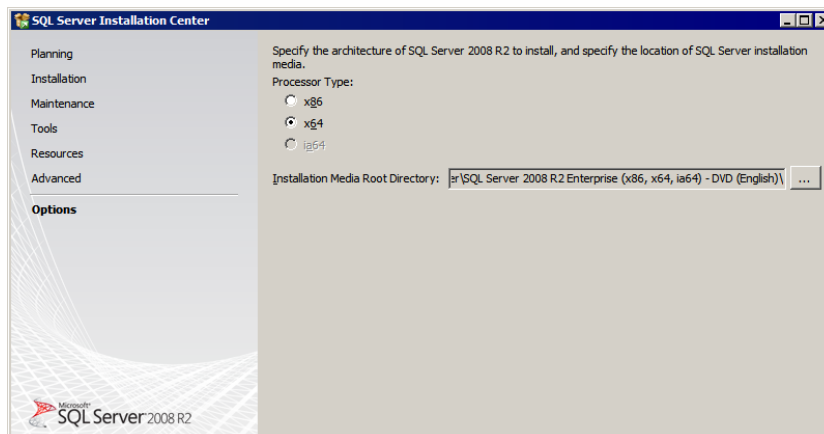 SQL Server Installation Center
Planning
Installation
Maintenance
Tools
Resources
Advanced
Options
Specify the architecture of SQL Server 2008 R2 to install, and specify the location of SQL Server installation
media.
Processor Type:
x86
x64
ia64
Installation Media Root Directory: er\SQL Server 2008 R2 Enterprise (x86, x64, ia64) - DVD (English)\ ...
Microsoft
SQL Server 2008 R2